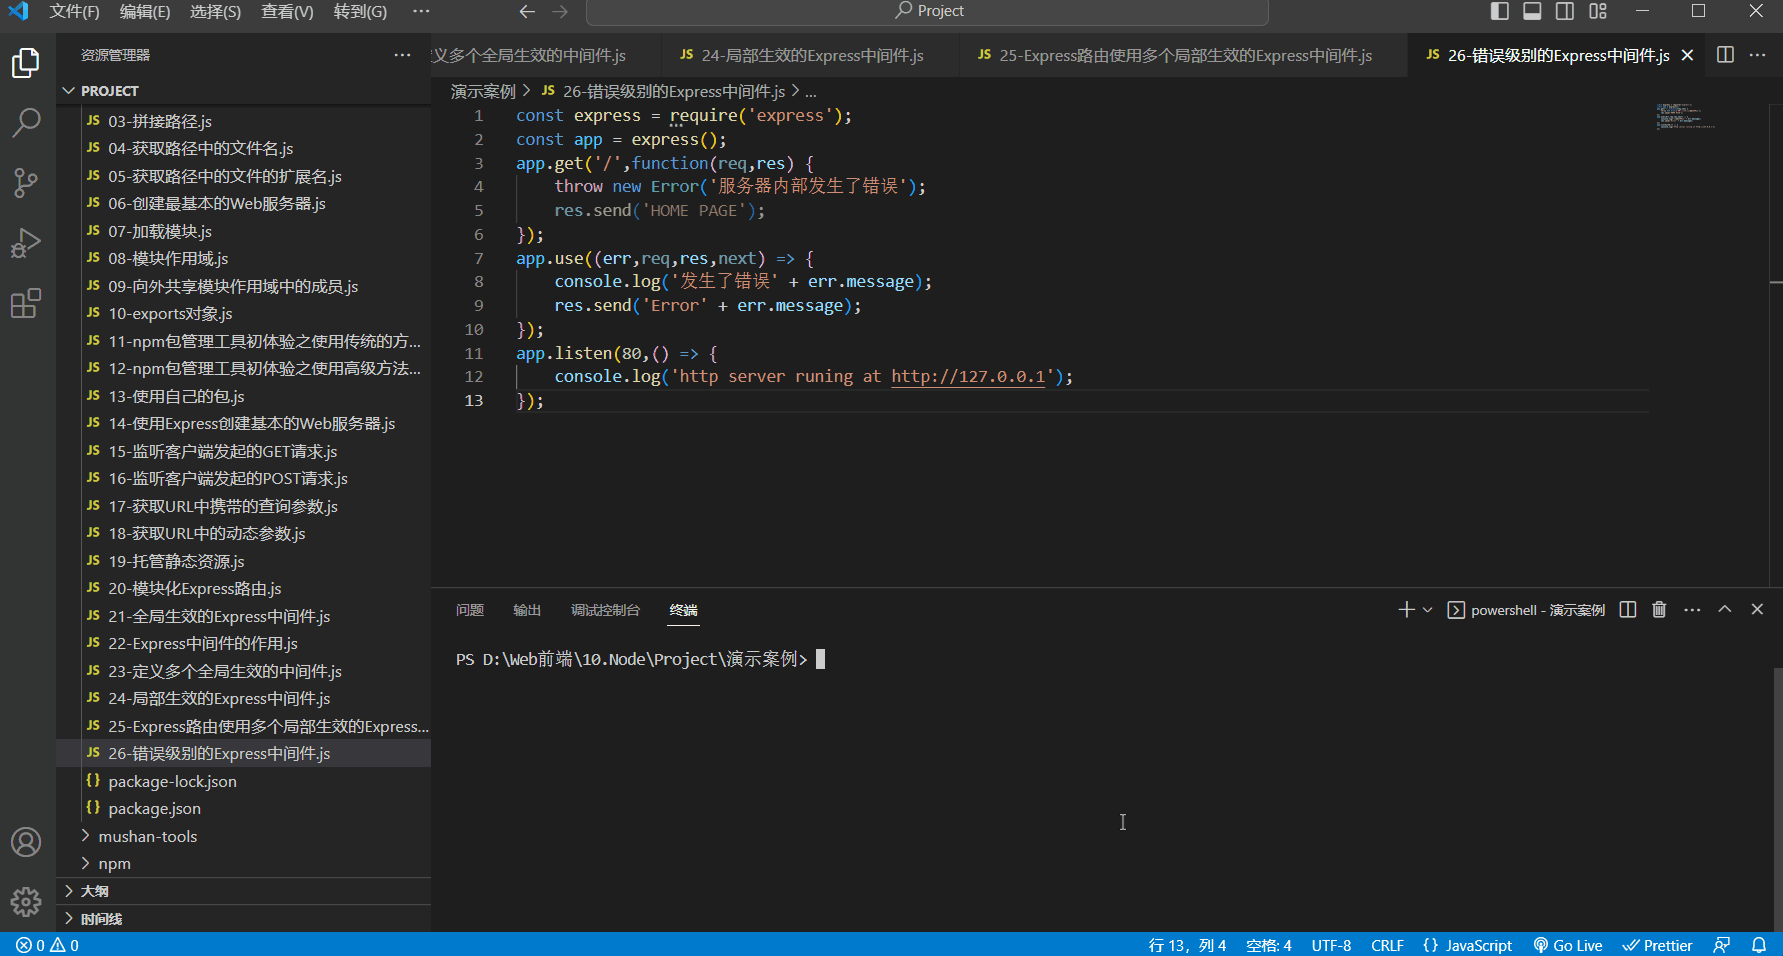 文件(F) 编辑(E) 选择(S) 查看(V) 转到(G) ··· Project
资源管理器 ···
PROJECT
JS 03-拼接路径.js
JS 04-获取路径中的文件名.js
JS 05-获取路径中的文件的扩展名.js
JS 06-创建最基本的Web服务器.js
JS 07-加载模块.js
JS 08-模块作用域.js
JS 09-向外共享模块作用域中的成员.js
JS 10-exports对象.js
JS 11-npm包管理工具初体验之使用传统的方...
JS 12-npm包管理工具初体验之使用高级方法...
JS 13-使用自己的包.js
JS 14-使用Express创建基本的Web服务器.js
JS 15-监听客户端发起的GET请求.js
JS 16-监听客户端发起的POST请求.js
JS 17-获取URL中携带的查询参数.js
JS 18-获取URL中的动态参数.js
JS 19-托管静态资源.js
JS 20-模块化Express路由.js
JS 21-全局生效的Express中间件.js
JS 22-Express中间件的作用.js
JS 23-定义多个全局生效的中间件.js
JS 24-局部生效的Express中间件.js
JS 25-Express路由使用多个局部生效的Express...
JS 26-错误级别的Express中间件.js
{} package-lock.json
{} package.json
mushan-tools
npm
大纲
时间线
义多个全局生效的中间件.js JS 24-局部生效的Express中间件.js JS 25-Express路由使用多个局部生效的Express中间件.js JS 26-错误级别的Express中间件.js ···
演示案例 > JS 26-错误级别的Express中间件.js > ...
1 const express = require('express');
2 const app = express();
3 app.get('/',function(req,res) {
4 throw new Error('服务器内部发生了错误');
5 res.send('HOME PAGE');
6 });
7 app.use((err,req,res,next) => {
8 console.log('发生了错误' + err.message);
9 res.send('Error' + err.message);
10 });
11 app.listen(80,() => {
12 console.log('http server runing at http://127.0.0.1');
13 });
问题 输出 调试控制台 终端 powershell - 演示案例 ···
PS D:\Web前端\10.Node\Project\演示案例>
0 0 行 13，列 4 空格: 4 UTF-8 CRLF {} JavaScript Go Live Prettier